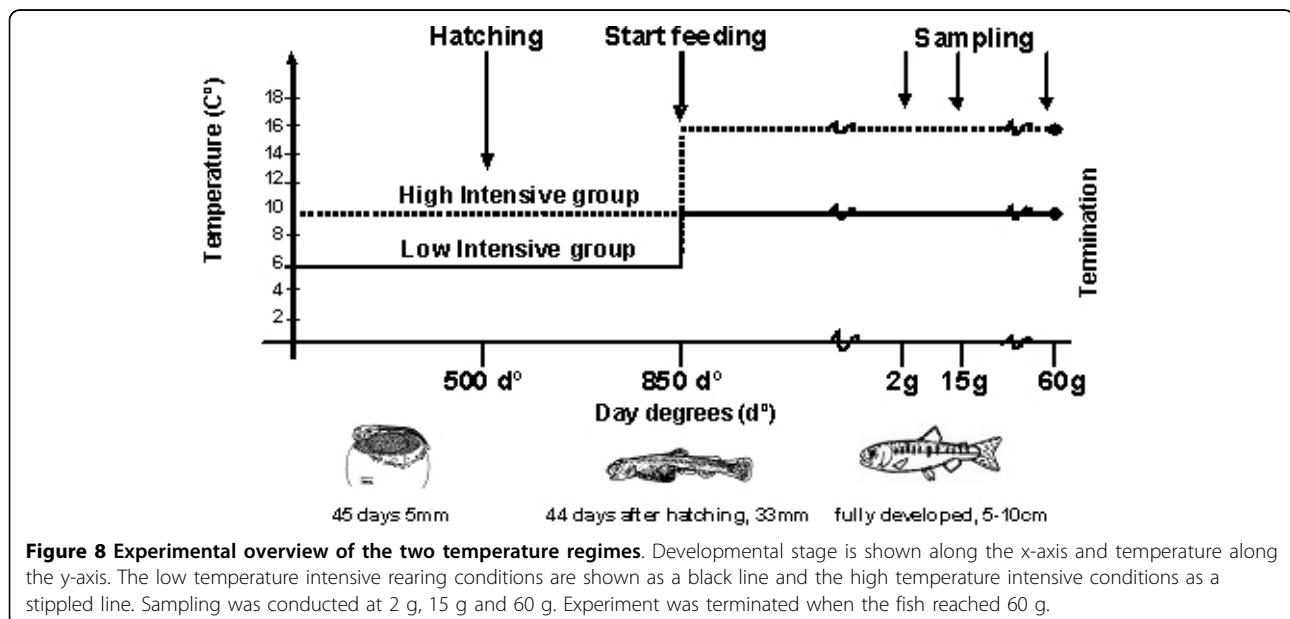 Hatching Start feeding Sampling
Temperature (Cº)
18
16
14
12
10
8
6
4
2
High Intensive group
Low Intensive group
Termination
500 dº 850 dº 2g 15g 60g
Day degrees (dº)
45 days 5mm 44 days after hatching, 33mm fully developed, 5-10cm
Figure 8 Experimental overview of the two temperature regimes. Developmental stage is shown along the x-axis and temperature along
the y-axis. The low temperature intensive rearing conditions are shown as a black line and the high temperature intensive conditions as a
stippled line. Sampling was conducted at 2 g, 15 g and 60 g. Experiment was terminated when the fish reached 60 g.